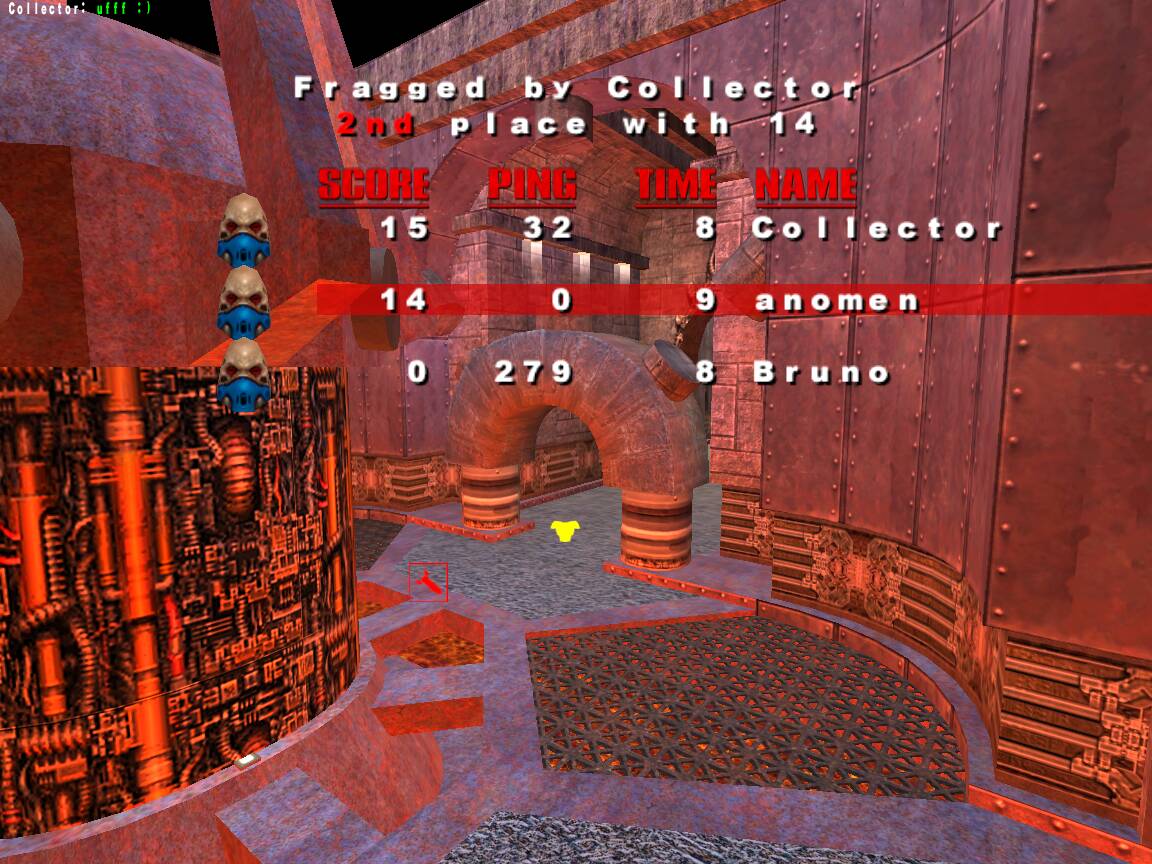 Collector: ufff :)
Fragged by Collector
2nd place with 14
SCORE PING TIME NAME
15 32 8 Collector
14 0 9 anomen
0 279 8 Bruno